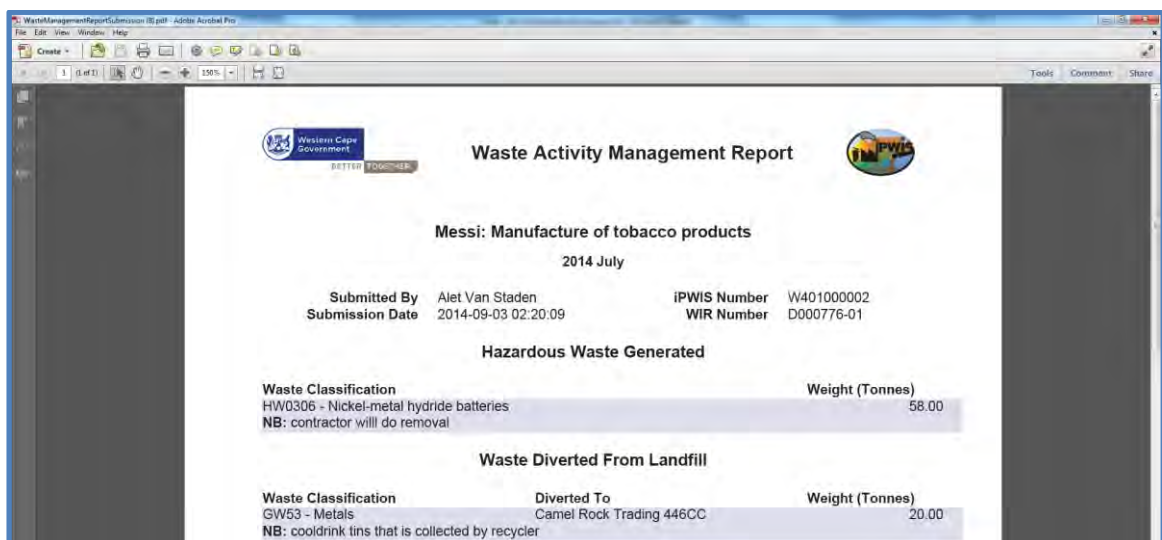 WasteManagementReportSubmission (8).pdf - Adobe Acrobat Pro
File Edit View Window Help
Create
1 (1 of 1) 150% Tools Comment Share
Western Cape
Government
BETTER TOGETHER.
Waste Activity Management Report
iPWIS
Messi: Manufacture of tobacco products
2014 July
Submitted By Alet Van Staden iPWIS Number W401000002
Submission Date 2014-09-03 02:20:09 WIR Number D000776-01
Hazardous Waste Generated
Waste Classification Weight (Tonnes)
HW0306 - Nickel-metal hydride batteries 58.00
NB: contractor willl do removal
Waste Diverted From Landfill
Waste Classification Diverted To Weight (Tonnes)
GW53 - Metals Camel Rock Trading 446CC 20.00
NB: cooldrink tins that is collected by recycler